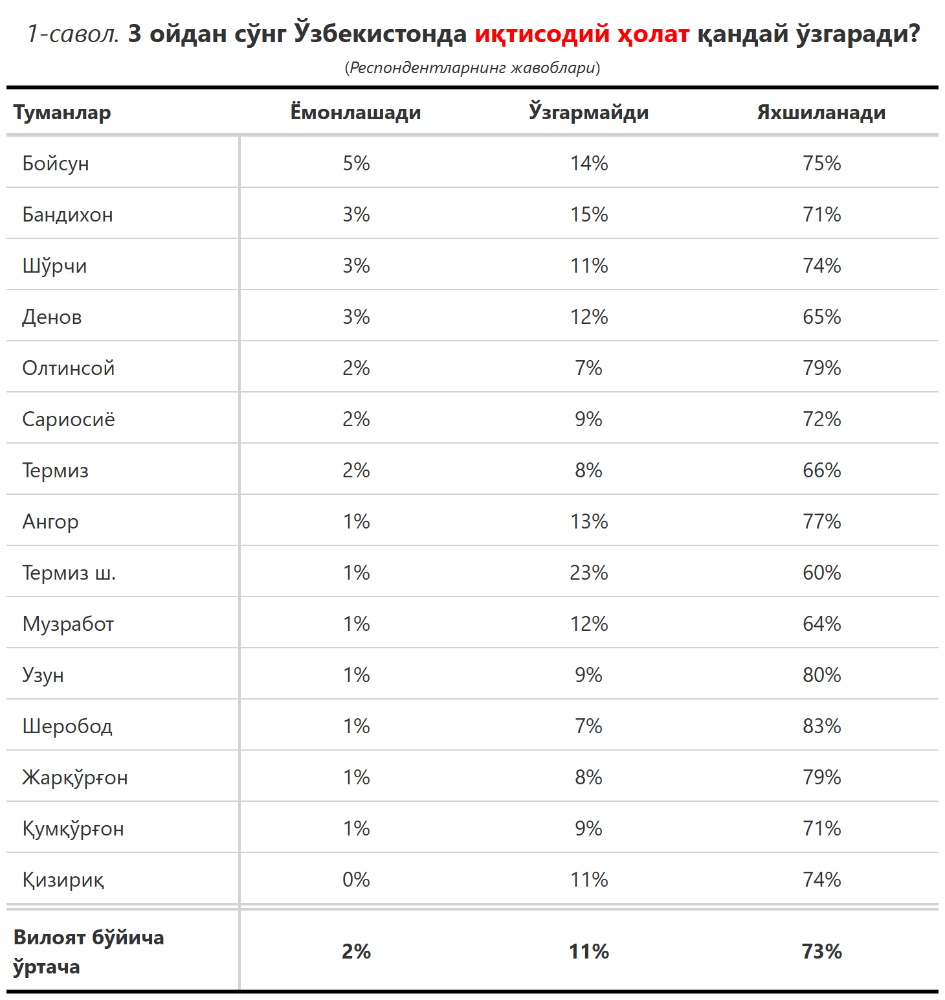 1-савол. 3 ойдан сўнг Ўзбекистонда иқтисодий ҳолат қандай ўзгаради?
(Респондентларнинг жавоблари)
Туманлар Ёмонлашади Ўзгармайди Яхшиланади
Бойсун 5% 14% 75%
Бандихон 3% 15% 71%
Шўрчи 3% 11% 74%
Денов 3% 12% 65%
Олтинсой 2% 7% 79%
Сариосиё 2% 9% 72%
Термиз 2% 8% 66%
Ангор 1% 13% 77%
Термиз ш. 1% 23% 60%
Музработ 1% 12% 64%
Узун 1% 9% 80%
Шеробод 1% 7% 83%
Жарқўрғон 1% 8% 79%
Қумқўрғон 1% 9% 71%
Қизириқ 0% 11% 74%
Вилоят бўйича
ўртача 2% 11% 73%